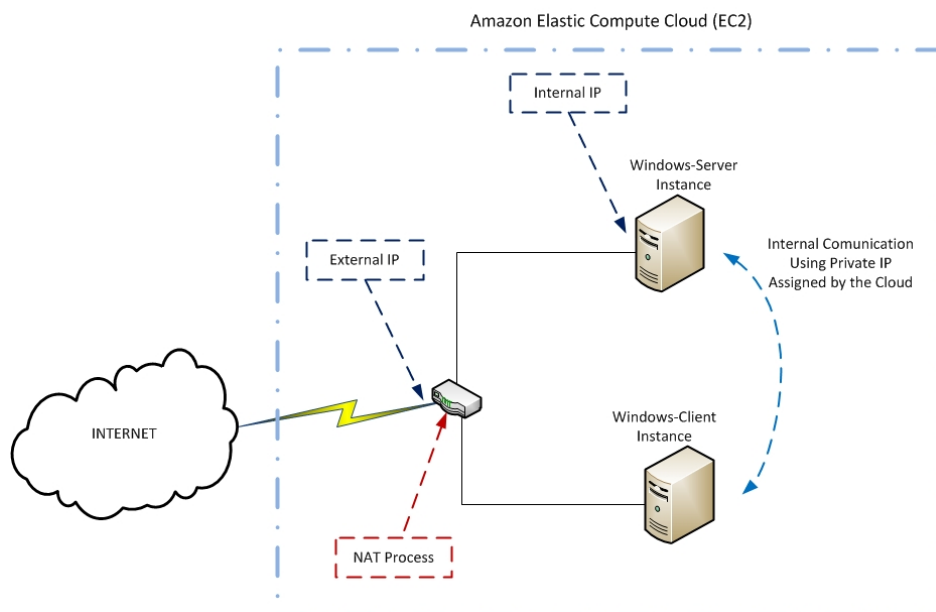 Amazon Elastic Compute Cloud (EC2)
Internal IP
Windows-Server
Instance
External IP
Internal Comunication
Using Private IP
Assigned by the Cloud
INTERNET
Windows-Client
Instance
NAT Process